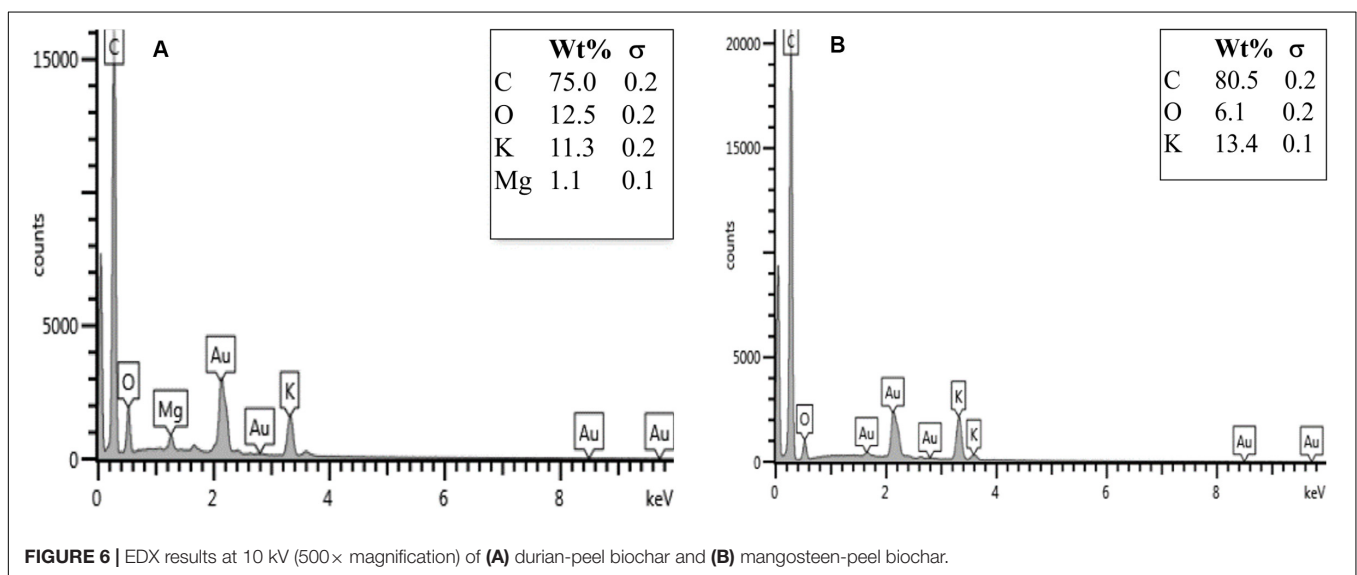 A
15000
5000
0
counts
C
O
Mg
Au
Au
K
Au
Au
0 2 4 6 8 keV
Wt% σ
C 75.0 0.2
O 12.5 0.2
K 11.3 0.2
Mg 1.1 0.1
B
20000
15000
5000
0
counts
C
O
Au
Au
Au
K
K
Au
Au
0 2 4 6 8 keV
Wt% σ
C 80.5 0.2
O 6.1 0.2
K 13.4 0.1
FIGURE 6 | EDX results at 10 kV (500× magnification) of (A) durian-peel biochar and (B) mangosteen-peel biochar.